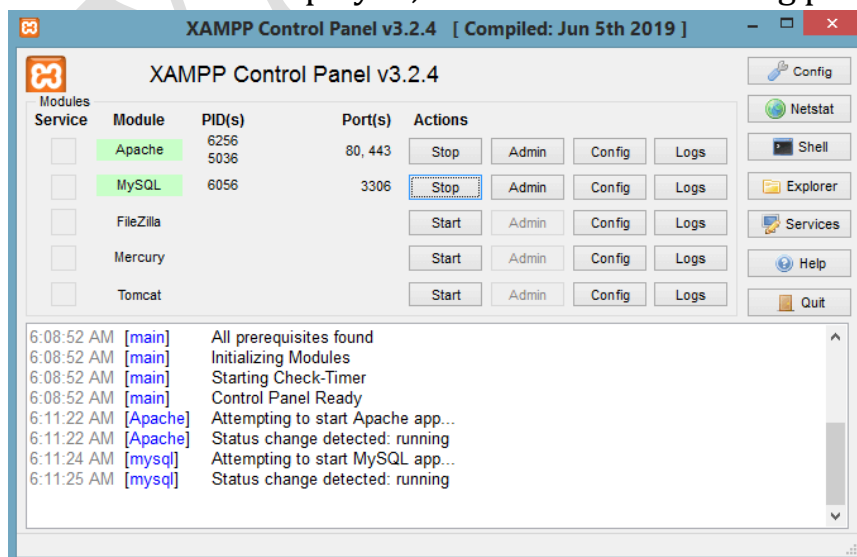 XAMPP Control Panel v3.2.4 [ Compiled: Jun 5th 2019 ]
XAMPP Control Panel v3.2.4
Config
Modules
Netstat
Service Module PID(s) Port(s) Actions
Apache 6256 5036 80, 443 Stop Admin Config Logs
Shell
MySQL 6056 3306 Stop Admin Config Logs
Explorer
FileZilla Start Admin Config Logs
Services
Mercury Start Admin Config Logs
Help
Tomcat Start Admin Config Logs
Quit
6:08:52 AM [main] All prerequisites found
6:08:52 AM [main] Initializing Modules
6:08:52 AM [main] Starting Check-Timer
6:08:52 AM [main] Control Panel Ready
6:11:22 AM [Apache] Attempting to start Apache app...
6:11:22 AM [Apache] Status change detected: running
6:11:24 AM [mysql] Attempting to start MySQL app...
6:11:25 AM [mysql] Status change detected: running